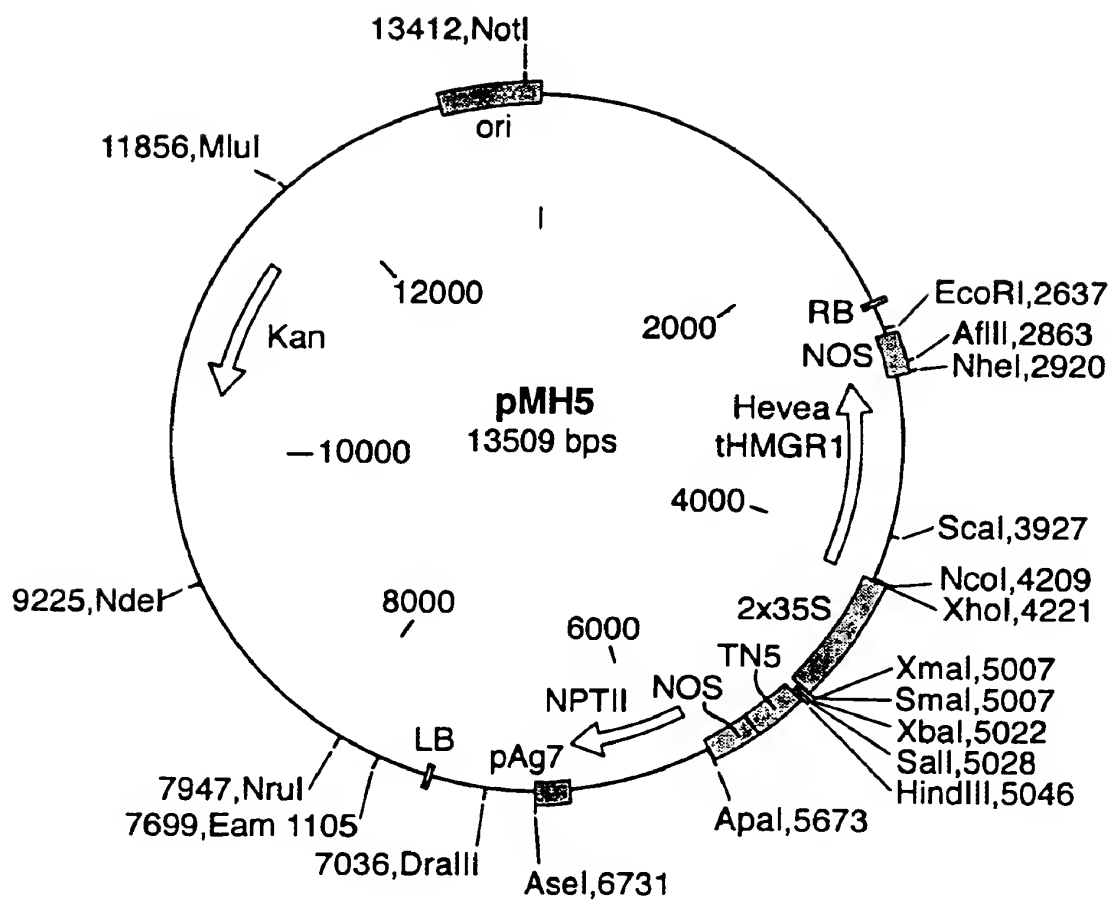 13412,NotI
ori
11856,MluI
I
12000
2000
RB
EcoRI,2637
AflII,2863
NheI,2920
NOS
Kan
pMH5
13509 bps
Hevea
tHMGR1
10000
4000
ScaI,3927
NcoI,4209
XhoI,4221
9225,NdeI
8000
6000
2x35S
TN5
XmaI,5007
SmaI,5007
XbaI,5022
SalI,5028
HindIII,5046
NOS
NPTII
LB
pAg7
7947,NruI
7699,Eam 1105
7036,DraIII
ApaI,5673
AseI,6731